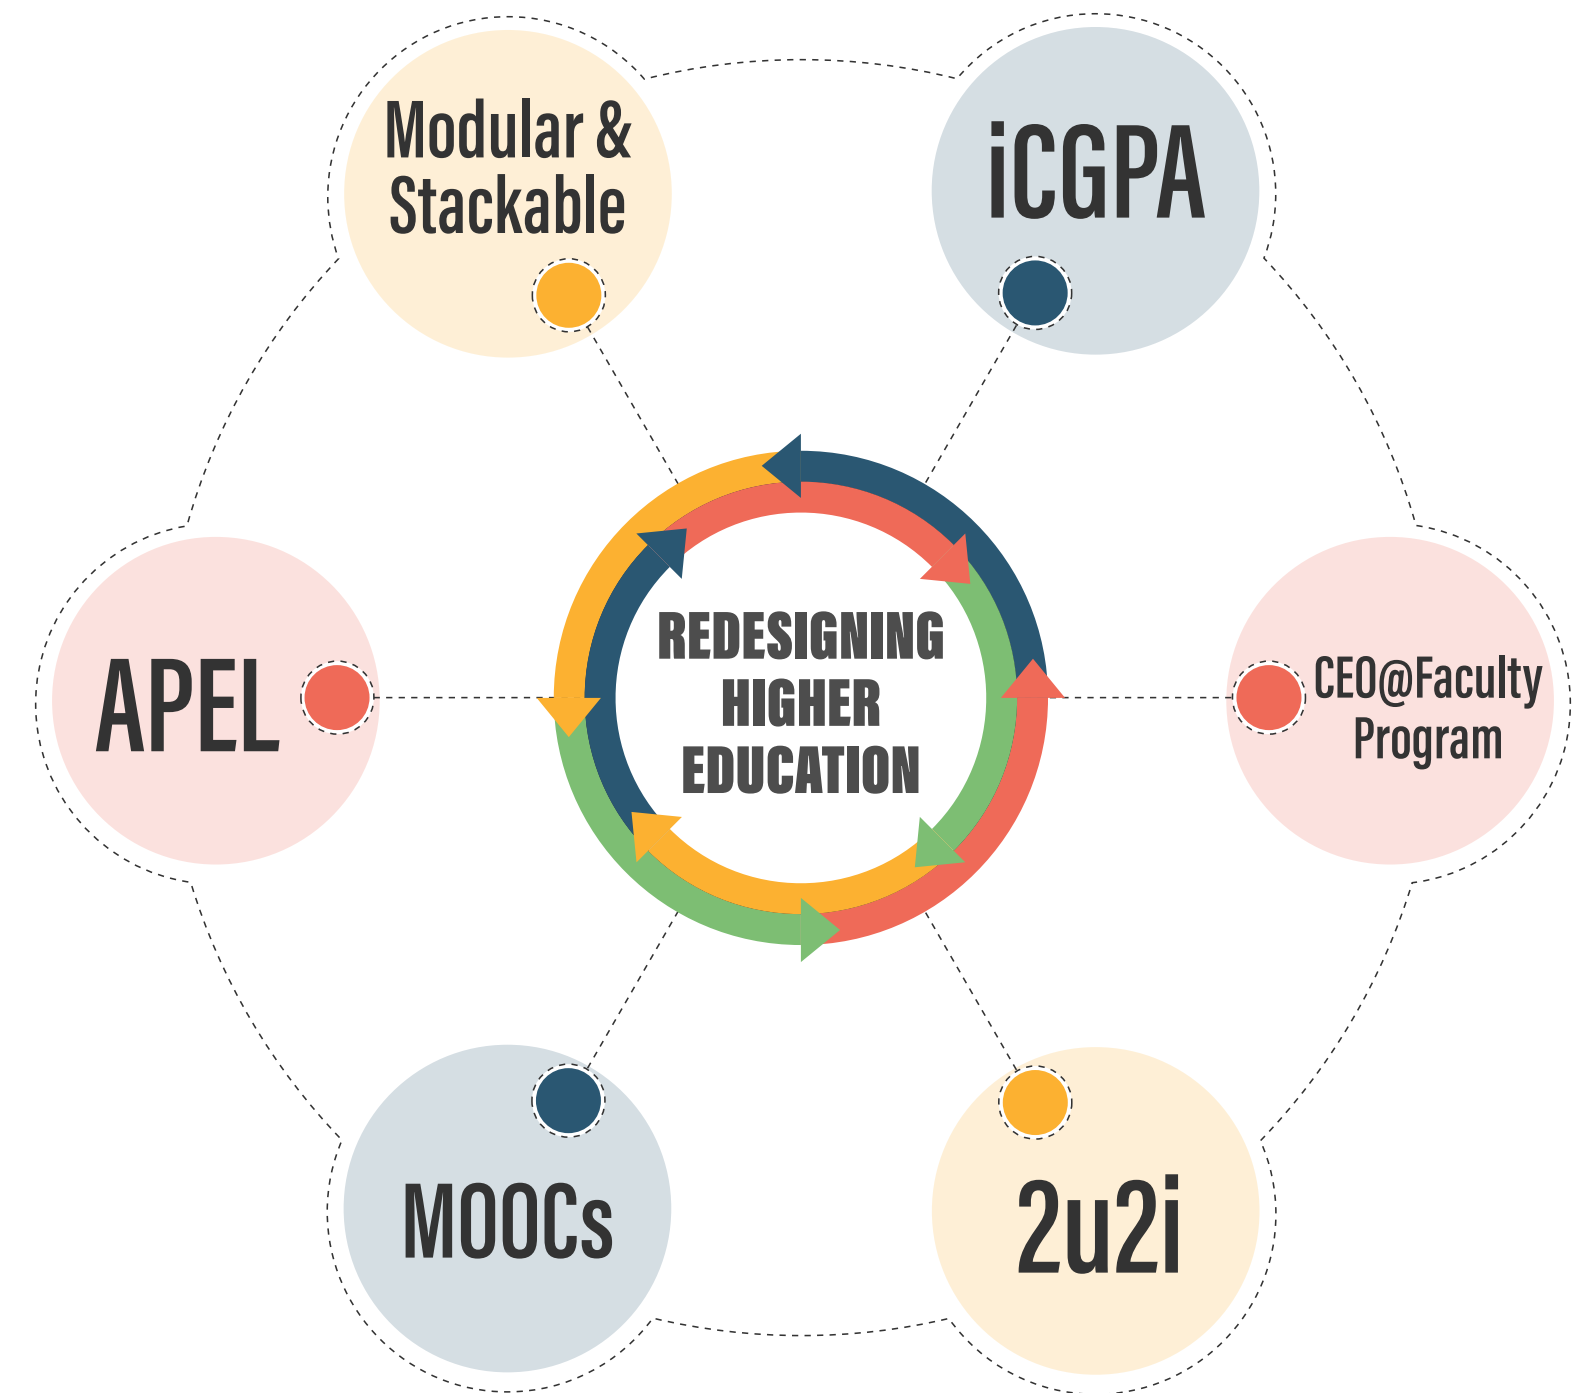 Modular &
Stackable
iCGPA
APEL
REDESIGNING
HIGHER
EDUCATION
CEO@Faculty
Program
MOOCs
2u2i